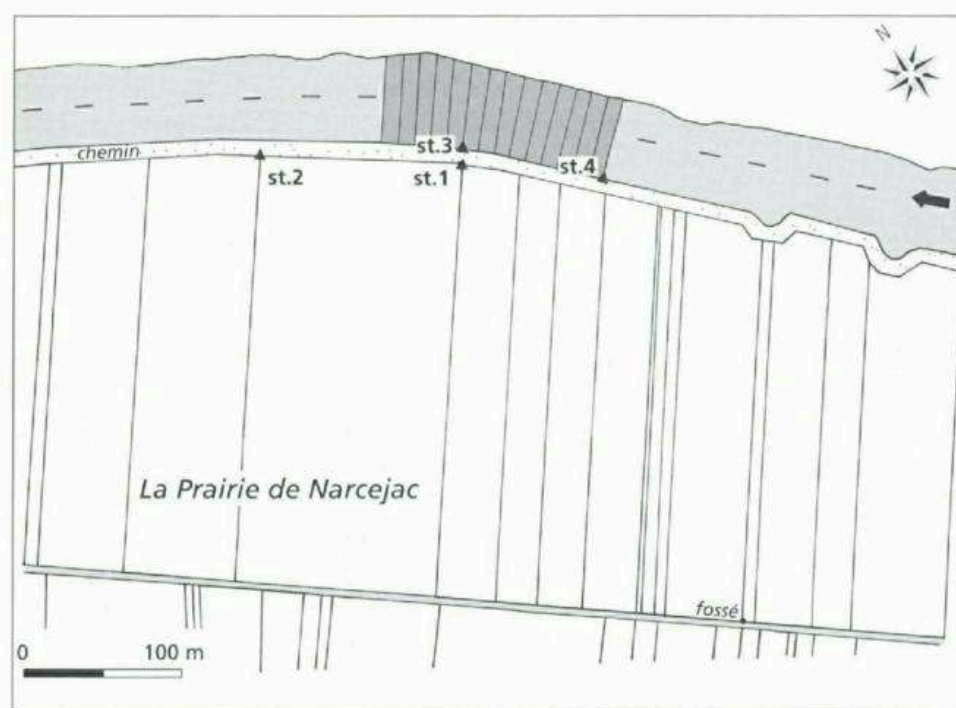 N
chemin
st.3
st.4
st.2
st.1
La Prairie de Narcejac
fossé
0 100 m